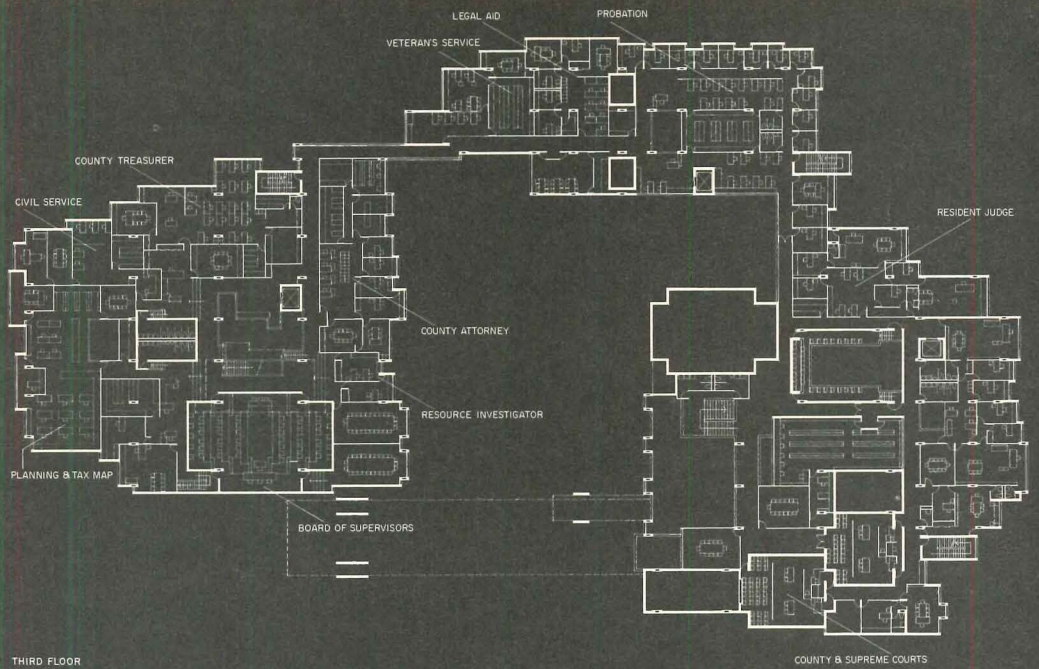 LEGAL AID
PROBATION
VETERAN'S SERVICE
COUNTY TREASURER
CIVIL SERVICE
RESIDENT JUDGE
COUNTY ATTORNEY
RESOURCE INVESTIGATOR
PLANNING & TAX MAP
BOARD OF SUPERVISORS
THIRD FLOOR
COUNTY & SUPREME COURTS